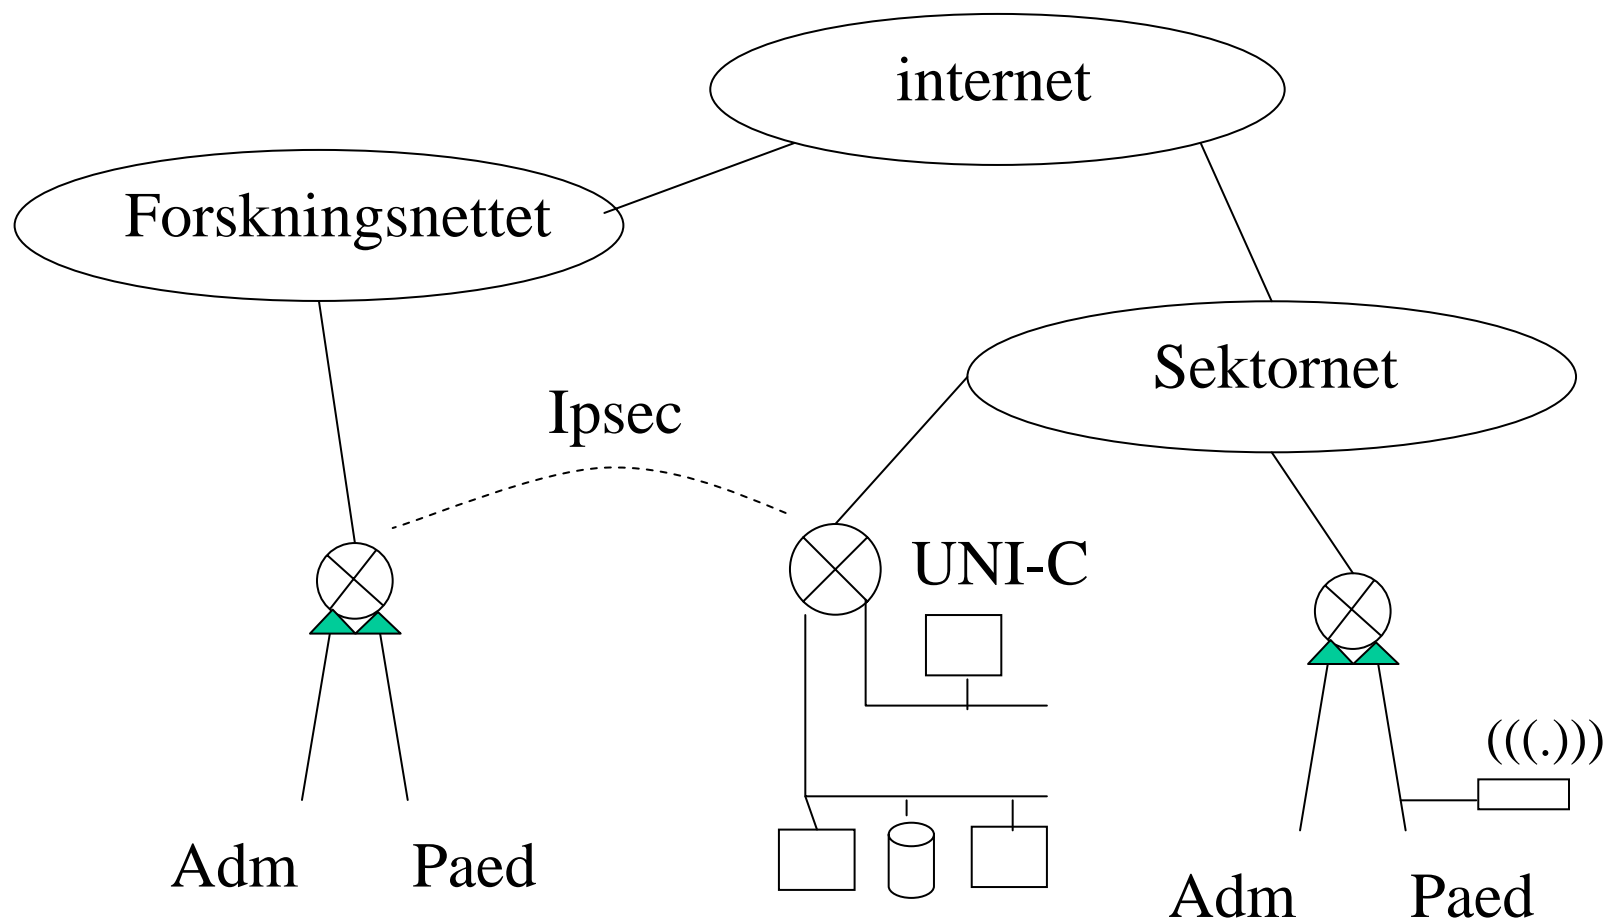 internet
Forskningsnettet
Sektornet
Ipsec
UNI-C
(((.)))
Adm
Paed
Adm
Paed